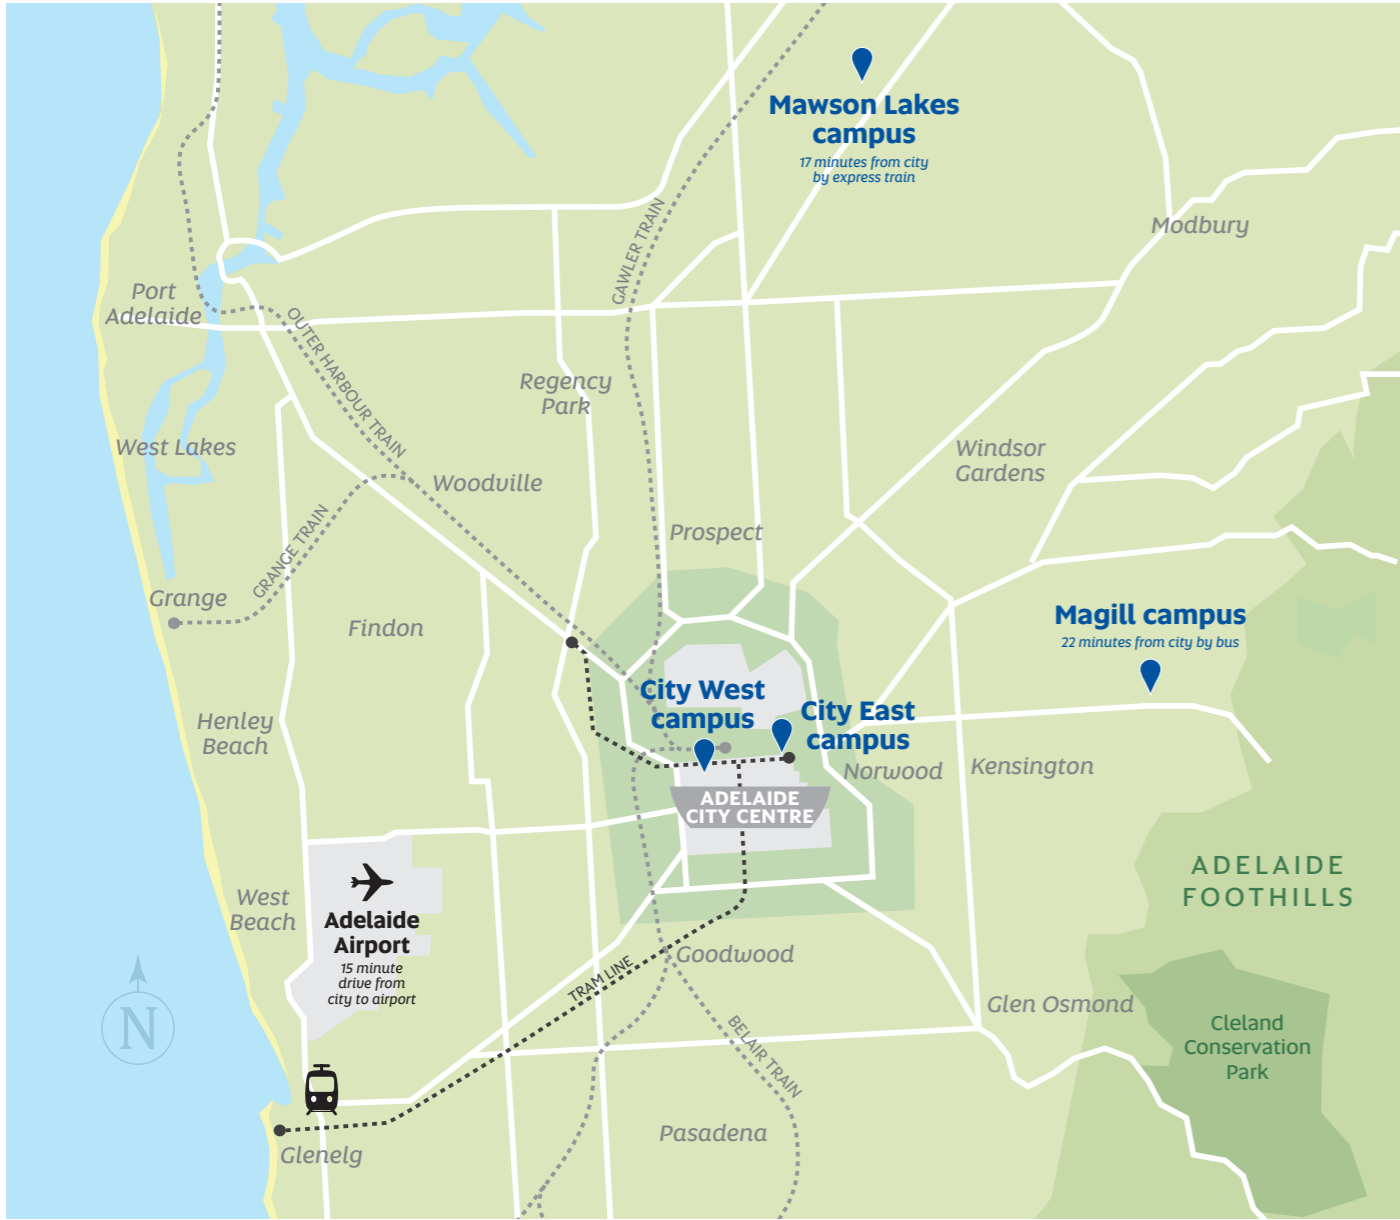 Mawson Lakes
campus
17 minutes from city
by express train
Modbury
GAWLER TRAIN
Port
Adelaide
OUTER HARBOUR TRAIN
Regency
Park
West Lakes
Woodville
Windsor
Gardens
Prospect
GRANGE TRAIN
Grange
Findon
Magill campus
22 minutes from city by bus
City West
campus
City East
campus
Henley
Beach
Norwood
Kensington
ADELAIDE
CITY CENTRE
ADELAIDE
FOOTHILLS
West
Beach
Adelaide
Airport
15 minute
drive from
city to airport
Goodwood
TRAM LINE
N
Glen Osmond
BELAIR TRAIN
Cleland
Conservation
Park
Pasadena
Glenelg